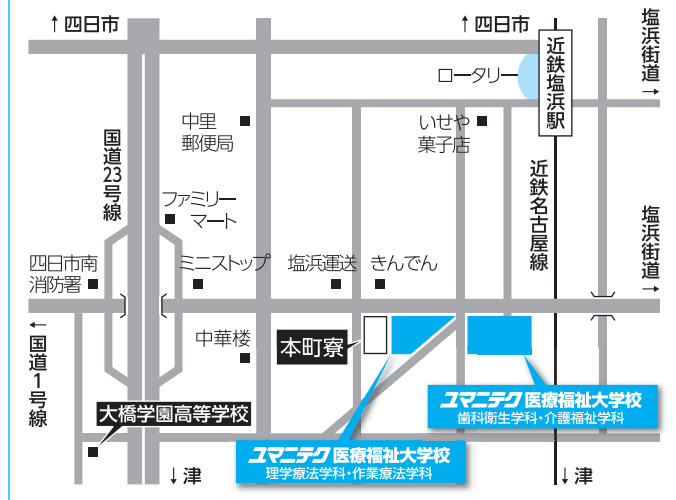 ↑四日市
↑四日市
塩浜街道→
近鉄塩浜駅
ロータリー
中里
郵便局
いせや
菓子店
国道23号線
近鉄名古屋線
ファミリー
マート
塩浜街道→
四日市南
消防署
ミニストップ
塩浜運送
きんでん
←国道1号線
中華楼
本町寮
ユマニテク医療福祉大学校
歯科衛生学科・介護福祉学科
大橋学園高等学校
ユマニテク医療福祉大学校
理学療法学科・作業療法学科
↓津
↓津